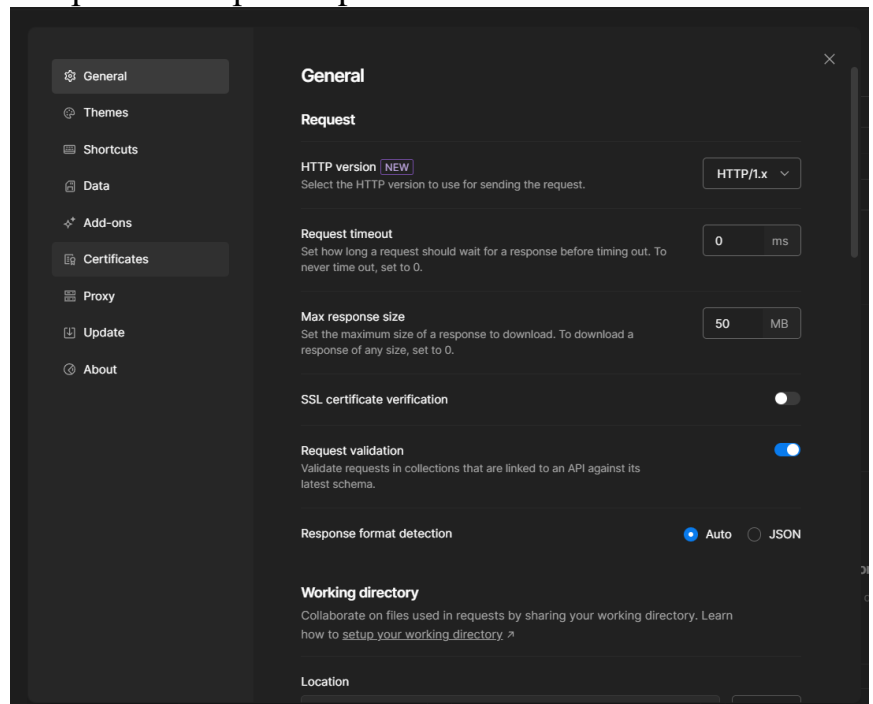 General
Themes
Shortcuts
Data
Add-ons
Certificates
Proxy
Update
About
General
Request
HTTP version NEW
Select the HTTP version to use for sending the request.
HTTP/1.x
Request timeout
Set how long a request should wait for a response before timing out. To
never time out, set to 0.
0 ms
Max response size
Set the maximum size of a response to download. To download a
response of any size, set to 0.
50 MB
SSL certificate verification
Request validation
Validate requests in collections that are linked to an API against its
latest schema.
Response format detection
Auto JSON
Working directory
Collaborate on files used in requests by sharing your working directory. Learn
how to setup your working directory ↗
Location